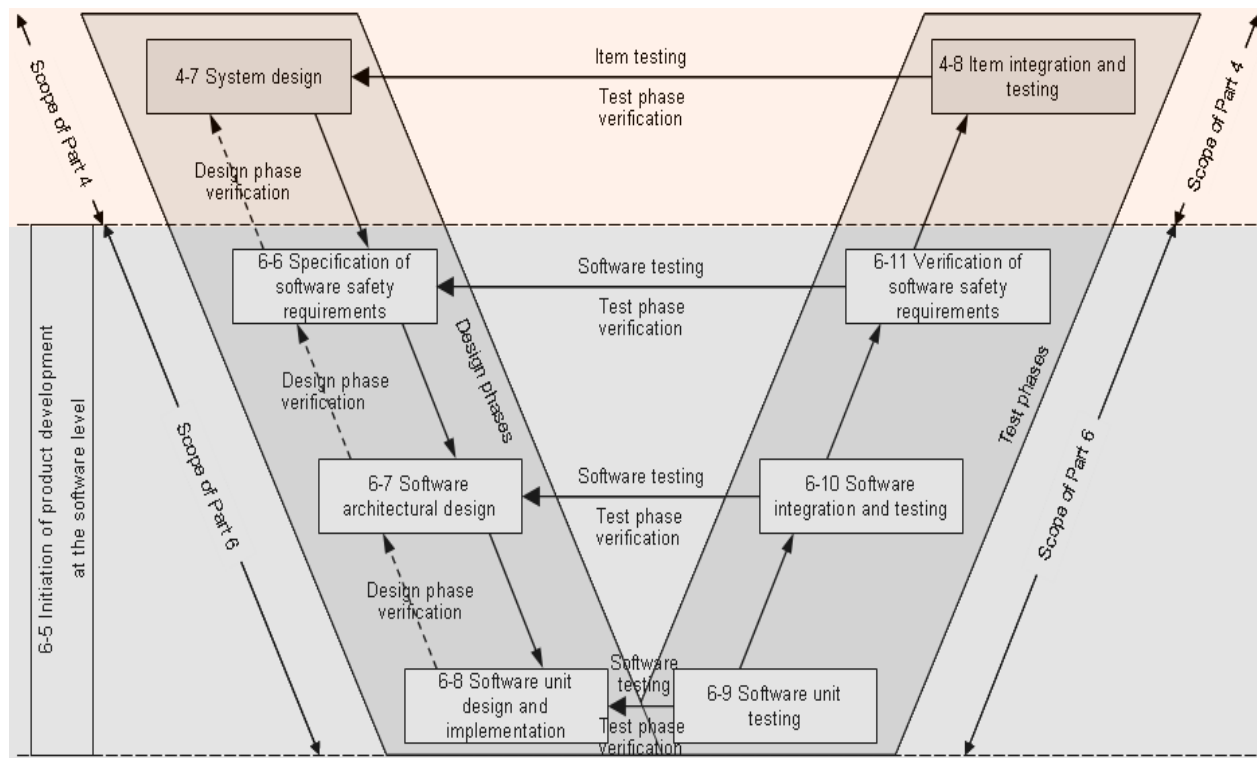 Scope of Part 4
4-7 System design
Item testing
Test phase
verification
4-8 Item integration and
testing
Scope of Part 4
Design phase
verification
6-5 Initiation of product development
at the software level
Scope of Part 6
6-6 Specification of
software safety
requirements
Software testing
Test phase
verification
6-11 Verification of
software safety
requirements
Design phases
Test phases
Scope of Part 6
Design phase
verification
6-7 Software
architectural design
Software testing
Test phase
verification
6-10 Software
integration and testing
Design phase
verification
6-8 Software unit
design and
implementation
Software
testing
Test phase
verification
6-9 Software unit
testing